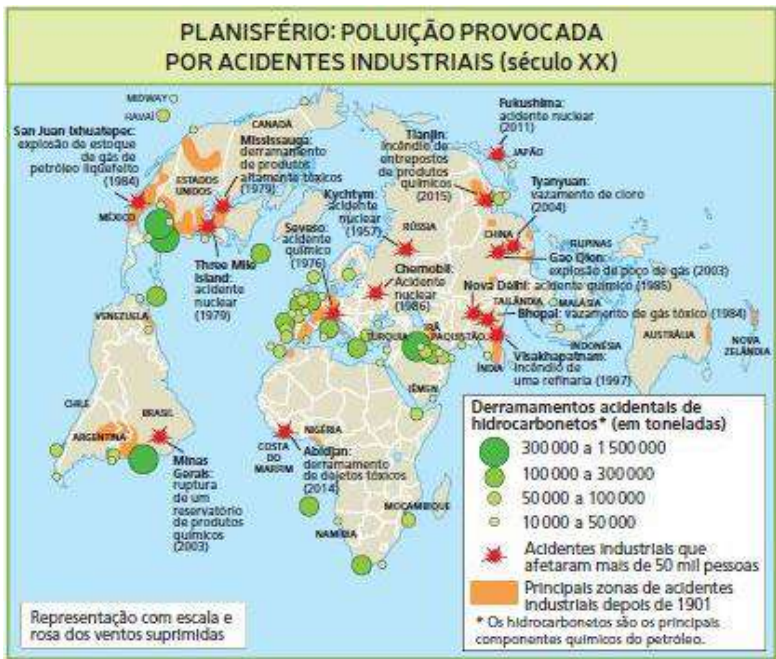 PLANISFÉRIO: POLUIÇÃO PROVOCADA
POR ACIDENTES INDUSTRIAIS (século XX)
MIDWAY
HAVAÍ
CANADÁ
San Juan Ixhuatepec:
explosão de estoque
de gás de
petróleo liqüefeito
(1984)
ESTADOS
UNIDOS
MÉXICO
Mississauga:
derramamento
de produtos
altamente tóxicos
(1979)
Three Mile
Island:
acidente
nuclear
(1979)
Seveso:
acidente
químico
(1976)
Kychtym:
acidente
nuclear
(1957)
RÚSSIA
Chernobil:
Acidente
nuclear
(1986)
Tianjin:
incêndio de
entrepostos
de produtos
químicos
(2015)
Fukushima:
acidente nuclear
(2011)
JAPÃO
Tyanyuan:
vazamento de cloro
(2004)
CHINA
FILIPINAS
Gao Qion:
explosão de poço de gás (2003)
Nova Délhi: acidente químico (1985)
TAILÂNDIA
MALÁSIA
Bhopal: vazamento de gás tóxico (1984)
INDONÉSIA
AUSTRÁLIA
NOVA
ZELÂNDIA
TURQUIA
IRÃ
PAQUISTÃO
ÍNDIA
Visakhapatnam:
incêndio de
uma refinaria (1997)
IÊMEN
VENEZUELA
CHILE
BRASIL
ARGENTINA
Minas
Gerais:
ruptura
de um
reservatório
de produtos
químicos
(2003)
NIGÉRIA
COSTA
DO
MARFIM
Abidjan:
derramamento
de dejetos tóxicos
(2014)
MOÇAMBIQUE
NAMÍBIA
Derramamentos acidentais de
hidrocarbonetos* (em toneladas)
300 000 a 1 500 000
100 000 a 300 000
50 000 a 100 000
10 000 a 50 000
Acidentes industriais que
afetaram mais de 50 mil pessoas
Principais zonas de acidentes
industriais depois de 1901
* Os hidrocarbonetos são os principais
componentes químicos do petróleo.
Representação com escala e
rosa dos ventos suprimidas